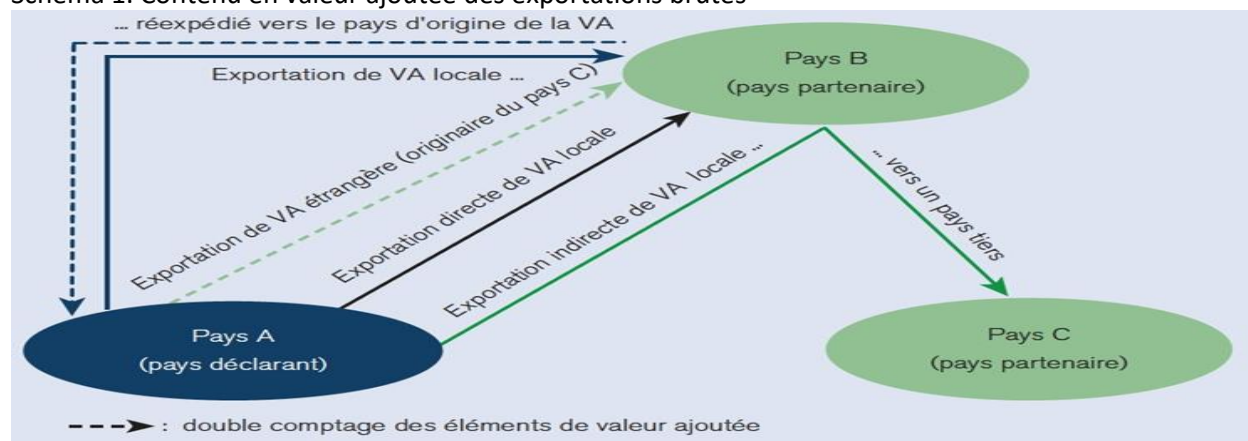 Schéma 1. Contenu en valeur ajoutée des exportations brutes
... réexpédié vers le pays d'origine de la VA
Exportation de VA locale ...
Pays B
(pays partenaire)
Exportation de VA étrangère (originaire du pays C)
Exportation directe de VA locale
Exportation indirecte de VA locale ...
... vers un pays tiers
Pays A
(pays déclarant)
Pays C
(pays partenaire)
: double comptage des éléments de valeur ajoutée